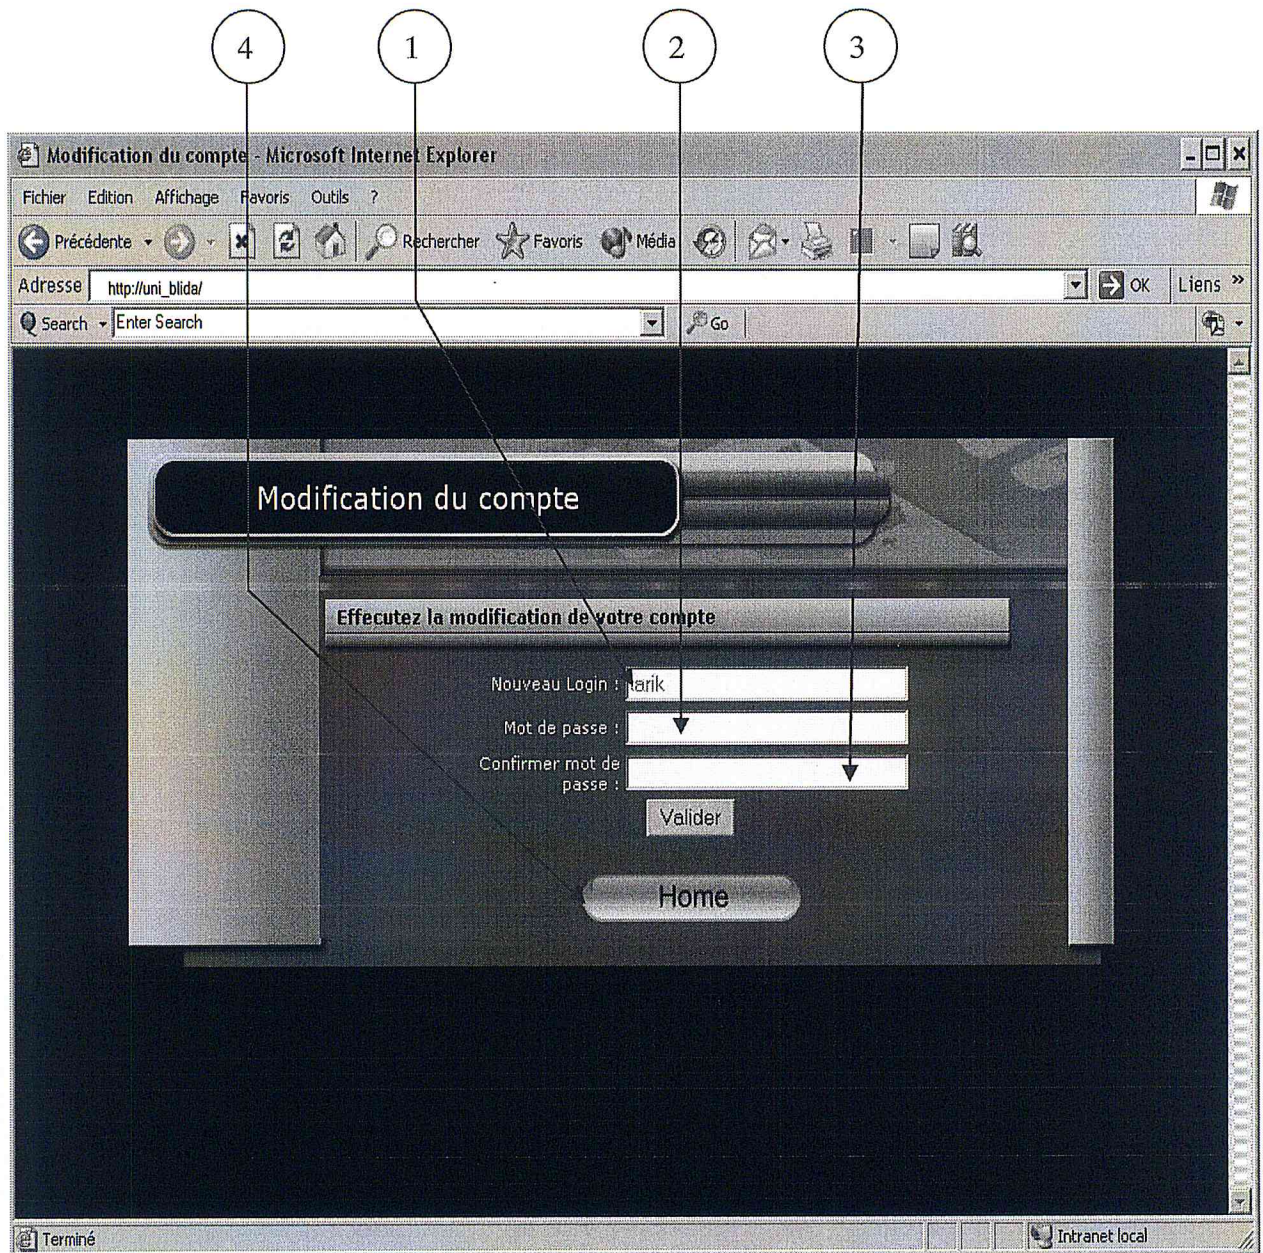 4 1 2 3
Modification du compte - Microsoft Internet Explorer
Fichier Edition Affichage Favoris Outils ?
Précédente Rechercher Favoris Média
Adresse http://uni_blida/ OK Liens »
Search Enter Search Go
Modification du compte
Effecutez la modification de votre compte
Nouveau Login : tarik
Mot de passe :
Confirmer mot de
passe :
Valider
Home
Terminé Intranet local